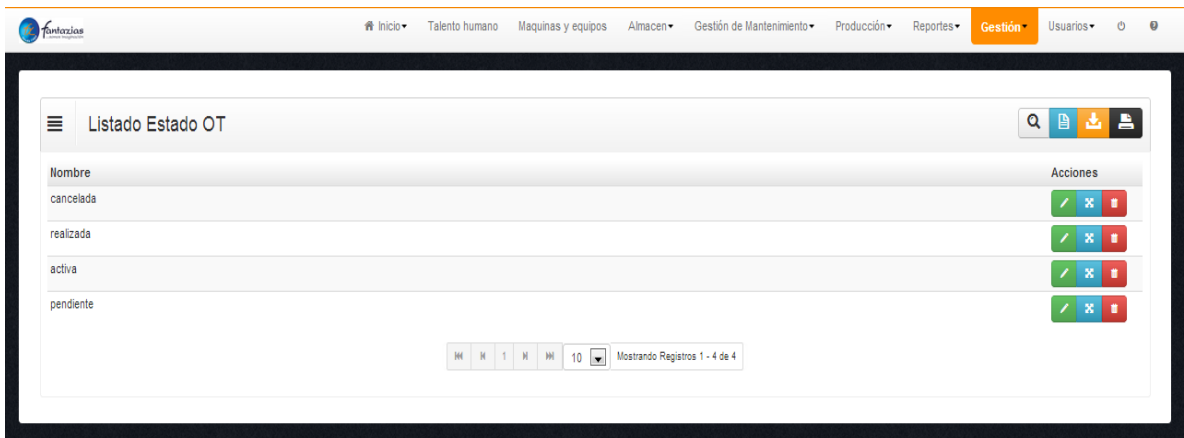 fantazias
Inicio Talento humano Maquinas y equipos Almacen Gestión de Mantenimiento Producción Reportes Gestión Usuarios
Listado Estado OT
Nombre Acciones
cancelada
realizada
activa
pendiente
1 10 Mostrando Registros 1 - 4 de 4